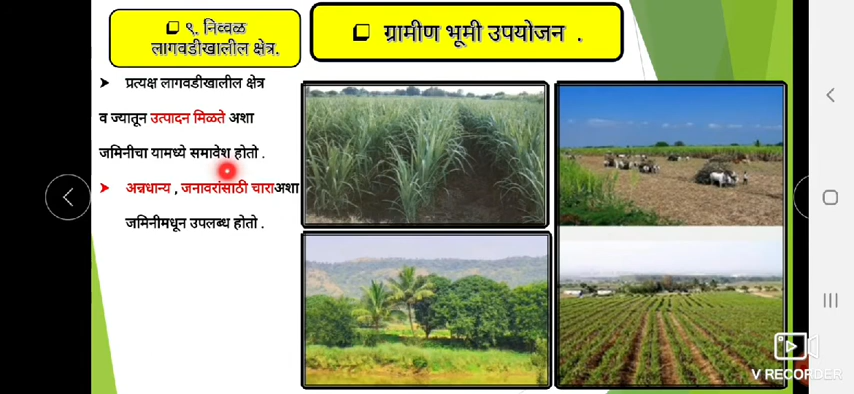 ❑ ९. निव्वळ
लागवडीखालील क्षेत्र.
❑ ग्रामीण भूमी उपयोजन .
➤ प्रत्यक्ष लागवडीखालील क्षेत्र
व ज्यातून उत्पादन मिळते अशा
जमिनीचा यामध्ये समावेश होतो .
➤ अन्नधान्य , जनावरांसाठी चाराअशा
जमिनीमधून उपलब्ध होतो .
V RECORDER